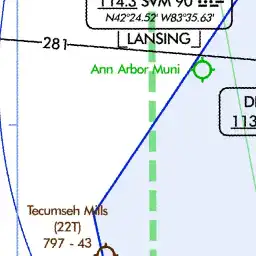 114.3 SVM 90
N42°24.52' W83°35.63'
LANSING
281
Ann Arbor Muni
113
Tecumseh Mills
(22T)
797 - 43